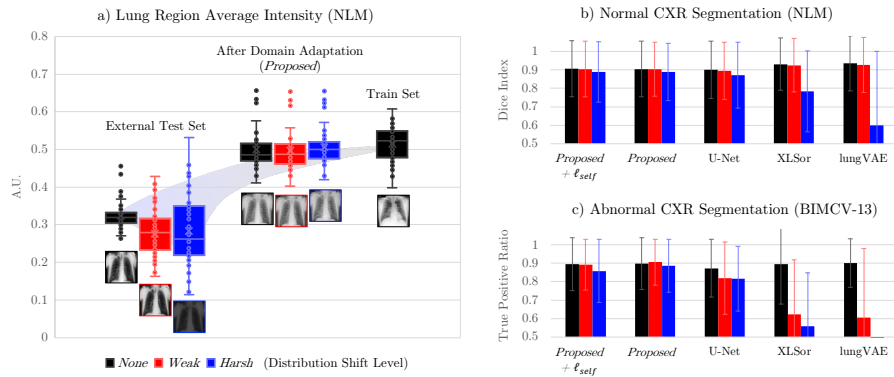 a) Lung Region Average Intensity (NLM)
0.8
0.7
0.6
0.5
0.4
0.3
0.2
0.1
0
A.U.
After Domain Adaptation
(Proposed)
Train Set
External Test Set
None Weak Harsh (Distribution Shift Level)
b) Normal CXR Segmentation (NLM)
Dice Index
1
0.9
0.8
0.7
0.6
0.5
Proposed Proposed U-Net XLSor lungVAE
+ ℓself
c) Abnormal CXR Segmentation (BIMCV-13)
True Positive Ratio
1
0.9
0.8
0.7
0.6
0.5
Proposed Proposed U-Net XLSor lungVAE
+ ℓself